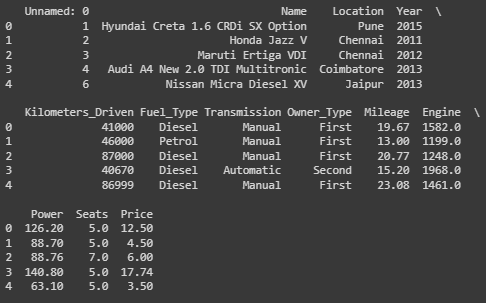 Unnamed: 0 Name Location Year \
0 1 Hyundai Creta 1.6 CRDi SX Option Pune 2015
1 2 Honda Jazz V Chennai 2011
2 3 Maruti Ertiga VDI Chennai 2012
3 4 Audi A4 New 2.0 TDI Multitronic Coimbatore 2013
4 6 Nissan Micra Diesel XV Jaipur 2013
Kilometers_Driven Fuel_Type Transmission Owner_Type Mileage Engine \
0 41000 Diesel Manual First 19.67 1582.0
1 46000 Petrol Manual First 13.00 1199.0
2 87000 Diesel Manual First 20.77 1248.0
3 40670 Diesel Automatic Second 15.20 1968.0
4 86999 Diesel Manual First 23.08 1461.0
Power Seats Price
0 126.20 5.0 12.50
1 88.70 5.0 4.50
2 88.76 7.0 6.00
3 140.80 5.0 17.74
4 63.10 5.0 3.50